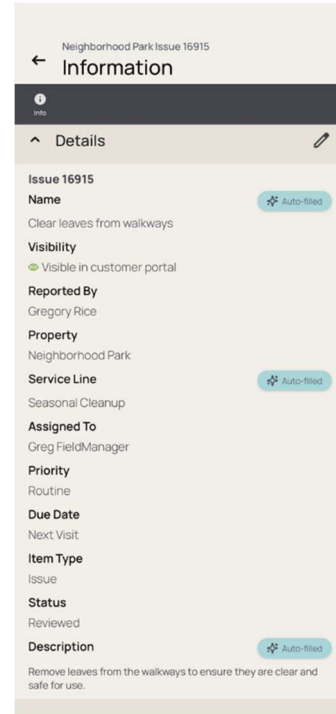 Neighborhood Park Issue 16915
Information
Info
Details
Issue 16915
Name
Auto-filled
Clear leaves from walkways
Visibility
Visible in customer portal
Reported By
Gregory Rice
Property
Neighborhood Park
Service Line
Auto-filled
Seasonal Cleanup
Assigned To
Greg FieldManager
Priority
Routine
Due Date
Next Visit
Item Type
Issue
Status
Reviewed
Description
Auto-filled
Remove leaves from the walkways to ensure they are clear and
safe for use.